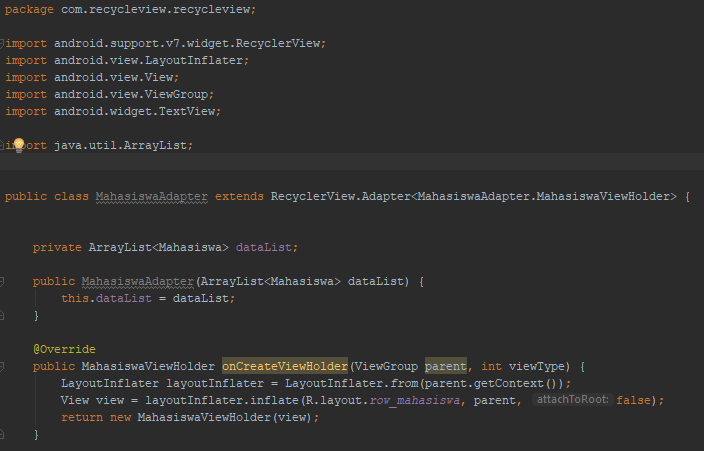 package com.recycleview.recycleview;
import android.support.v7.widget.RecyclerView;
import android.view.LayoutInflater;
import android.view.View;
import android.view.ViewGroup;
import android.widget.TextView;
import java.util.ArrayList;
public class MahasiswaAdapter extends RecyclerView.Adapter<MahasiswaAdapter.MahasiswaViewHolder> {
private ArrayList<Mahasiswa> dataList;
public MahasiswaAdapter(ArrayList<Mahasiswa> dataList) {
this.dataList = dataList;
}
@Override
public MahasiswaViewHolder onCreateViewHolder(ViewGroup parent, int viewType) {
LayoutInflater layoutInflater = LayoutInflater.from(parent.getContext());
View view = layoutInflater.inflate(R.layout.rov_mahasiswa, parent, attachToRoot: false);
return new MahasiswaViewHolder(view);
}